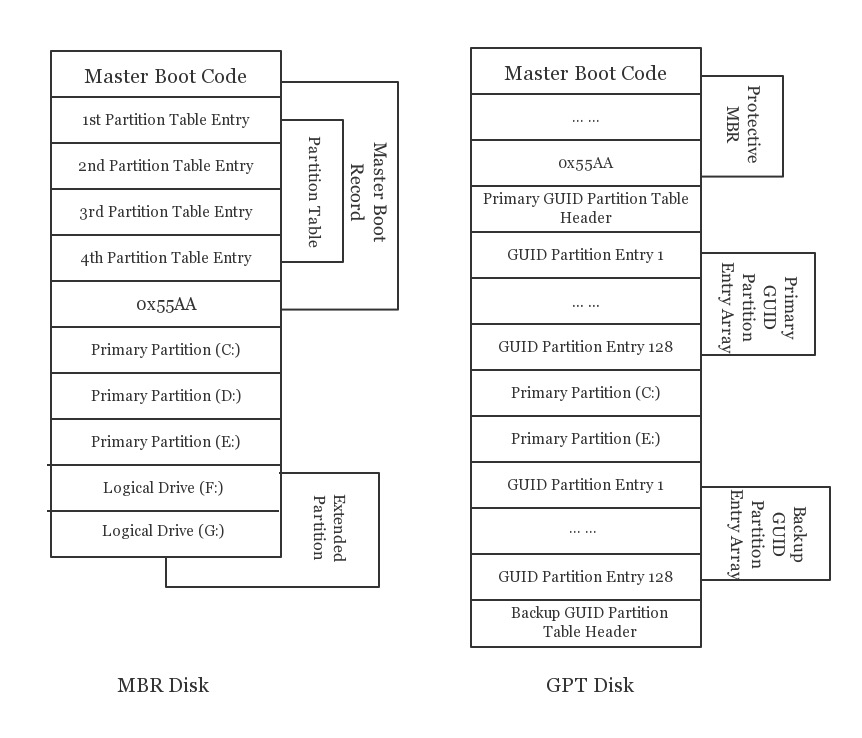 Master Boot Code
1st Partition Table Entry
2nd Partition Table Entry
3rd Partition Table Entry
4th Partition Table Entry
0x55AA
Primary Partition (C:)
Primary Partition (D:)
Primary Partition (E:)
Logical Drive (F:)
Logical Drive (G:)
Partition Table
Master Boot
Record
Extended
Partition
MBR Disk
Master Boot Code
... ...
0x55AA
Primary GUID Partition Table
Header
GUID Partition Entry 1
... ...
GUID Partition Entry 128
Primary Partition (C:)
Primary Partition (E:)
GUID Partition Entry 1
... ...
GUID Partition Entry 128
Backup GUID Partition
Table Header
Protective
MBR
Primary
GUID
Partition
Entry Array
Backup
GUID
Partition
Entry Array
GPT Disk